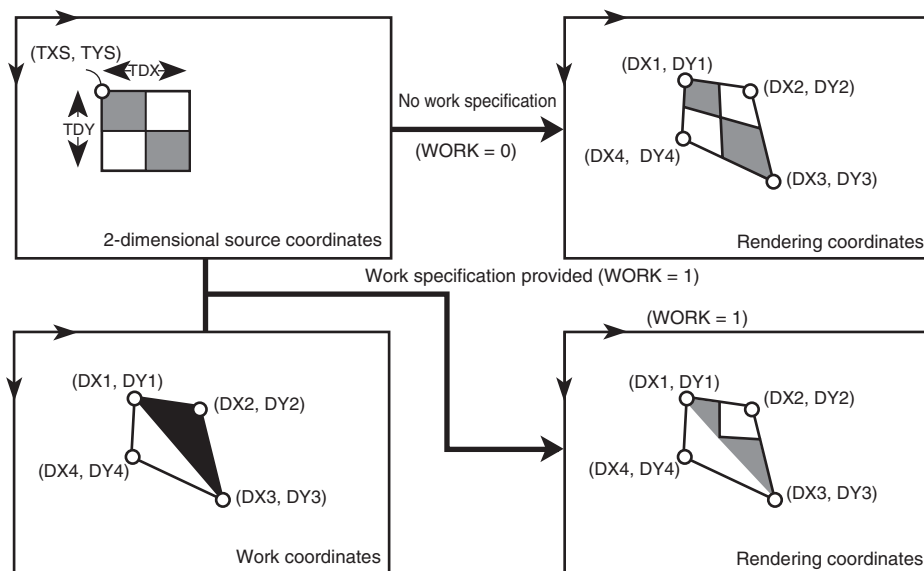 (TXS, TYS)
TDX
TDY
2-dimensional source coordinates
No work specification
(WORK = 0)
(DX1, DY1)
(DX2, DY2)
(DX4, DY4)
(DX3, DY3)
Rendering coordinates
Work specification provided (WORK = 1)
(DX1, DY1)
(DX2, DY2)
(DX4, DY4)
(DX3, DY3)
Work coordinates
(WORK = 1)
(DX1, DY1)
(DX2, DY2)
(DX4, DY4)
(DX3, DY3)
Rendering coordinates